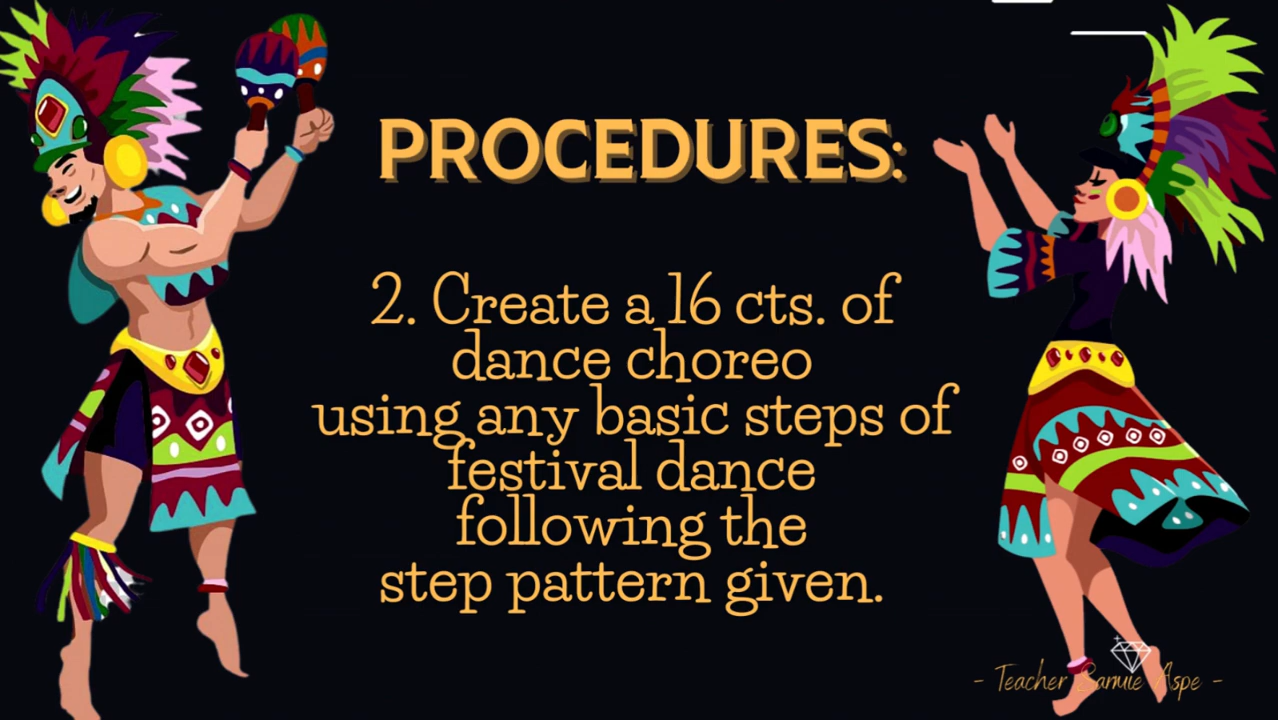 PROCEDURES:
2. Create a 16 cts. of
dance choreo
using any basic steps of
festival dance
following the
step pattern given.
- Teacher Samie Aspe -